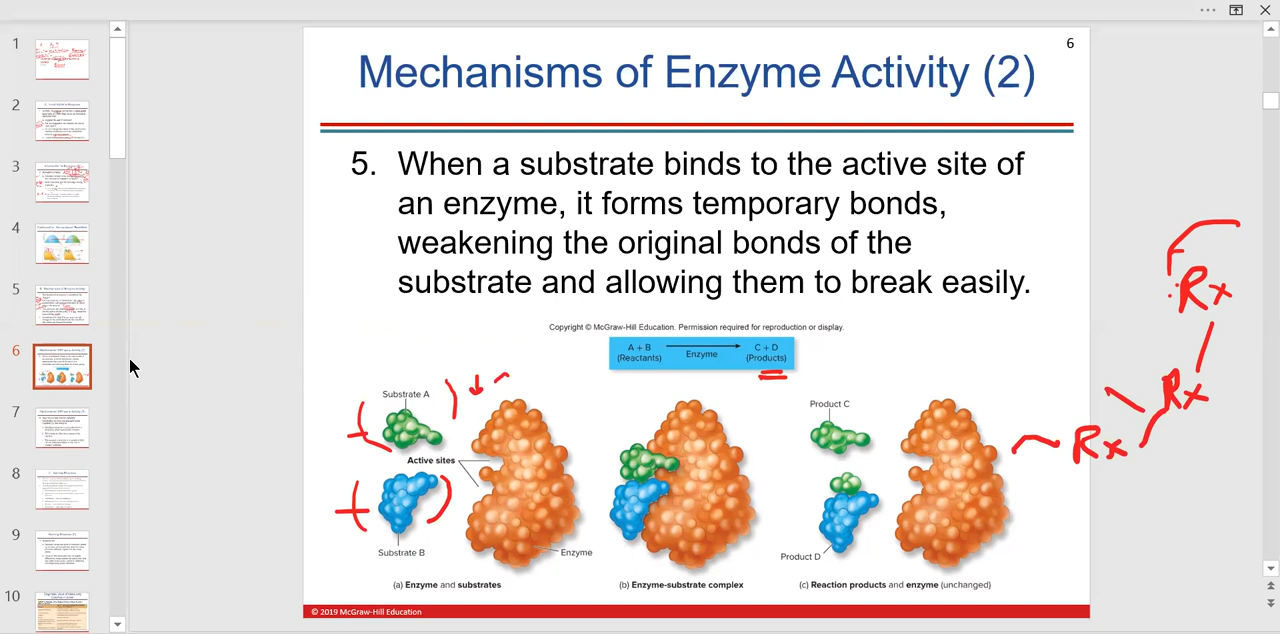 6
Mechanisms of Enzyme Activity (2)
5. When a substrate binds to the active site of
an enzyme, it forms temporary bonds,
weakening the original bonds of the
substrate and allowing them to break easily.
Copyright © McGraw-Hill Education. Permission required for reproduction or display.
A + B
(Reactants)
Enzyme
C + D
(Products)
Substrate A
Active sites
Substrate B
Enzyme
Product C
Product D
(a) Enzyme and substrates
(b) Enzyme-substrate complex
(c) Reaction products and enzyme (unchanged)
Rx
Rx
Rx
© 2019 McGraw-Hill Education
1
2
3
4
5
6
7
8
9
10